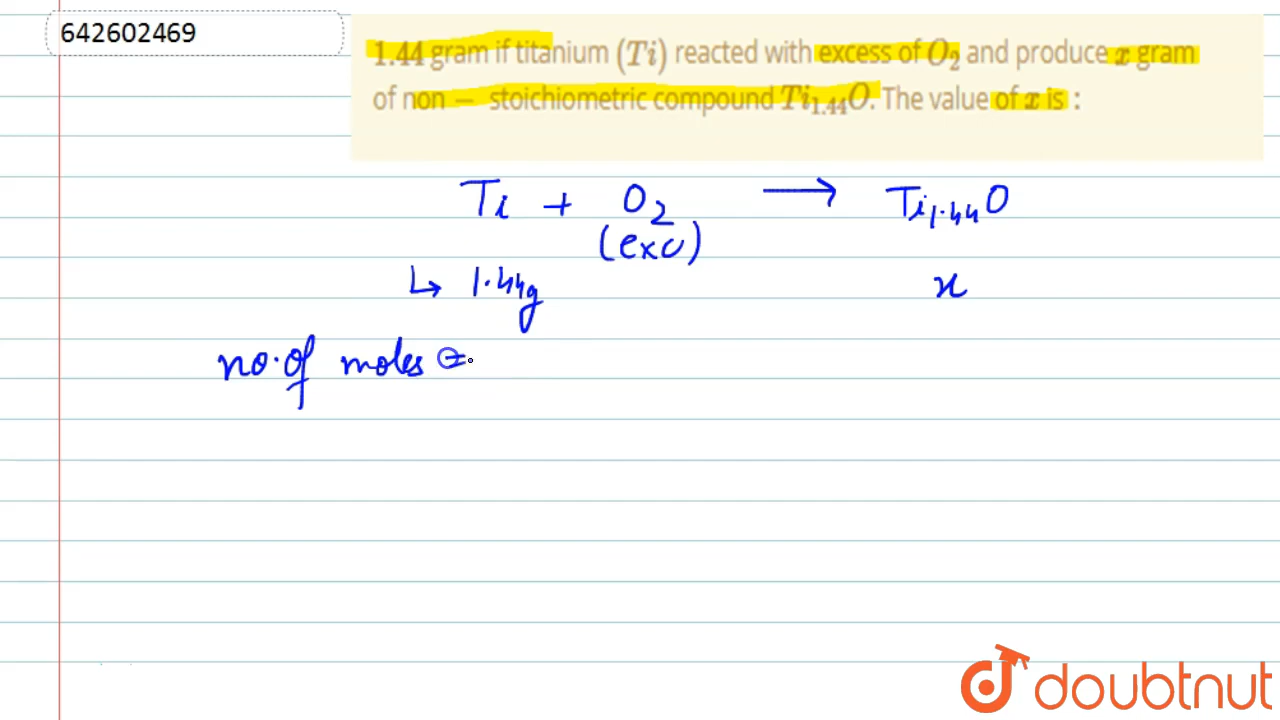 642602469
1.44 gram if titanium (Ti) reacted with excess of O₂ and produce x gram
of non − stoichiometric compound Ti₁.₄₄O. The value of x is :
Ti + O₂ → Ti₁.₄₄O
(exc)
↳ 1.44g x
no. of moles =
doubtnut